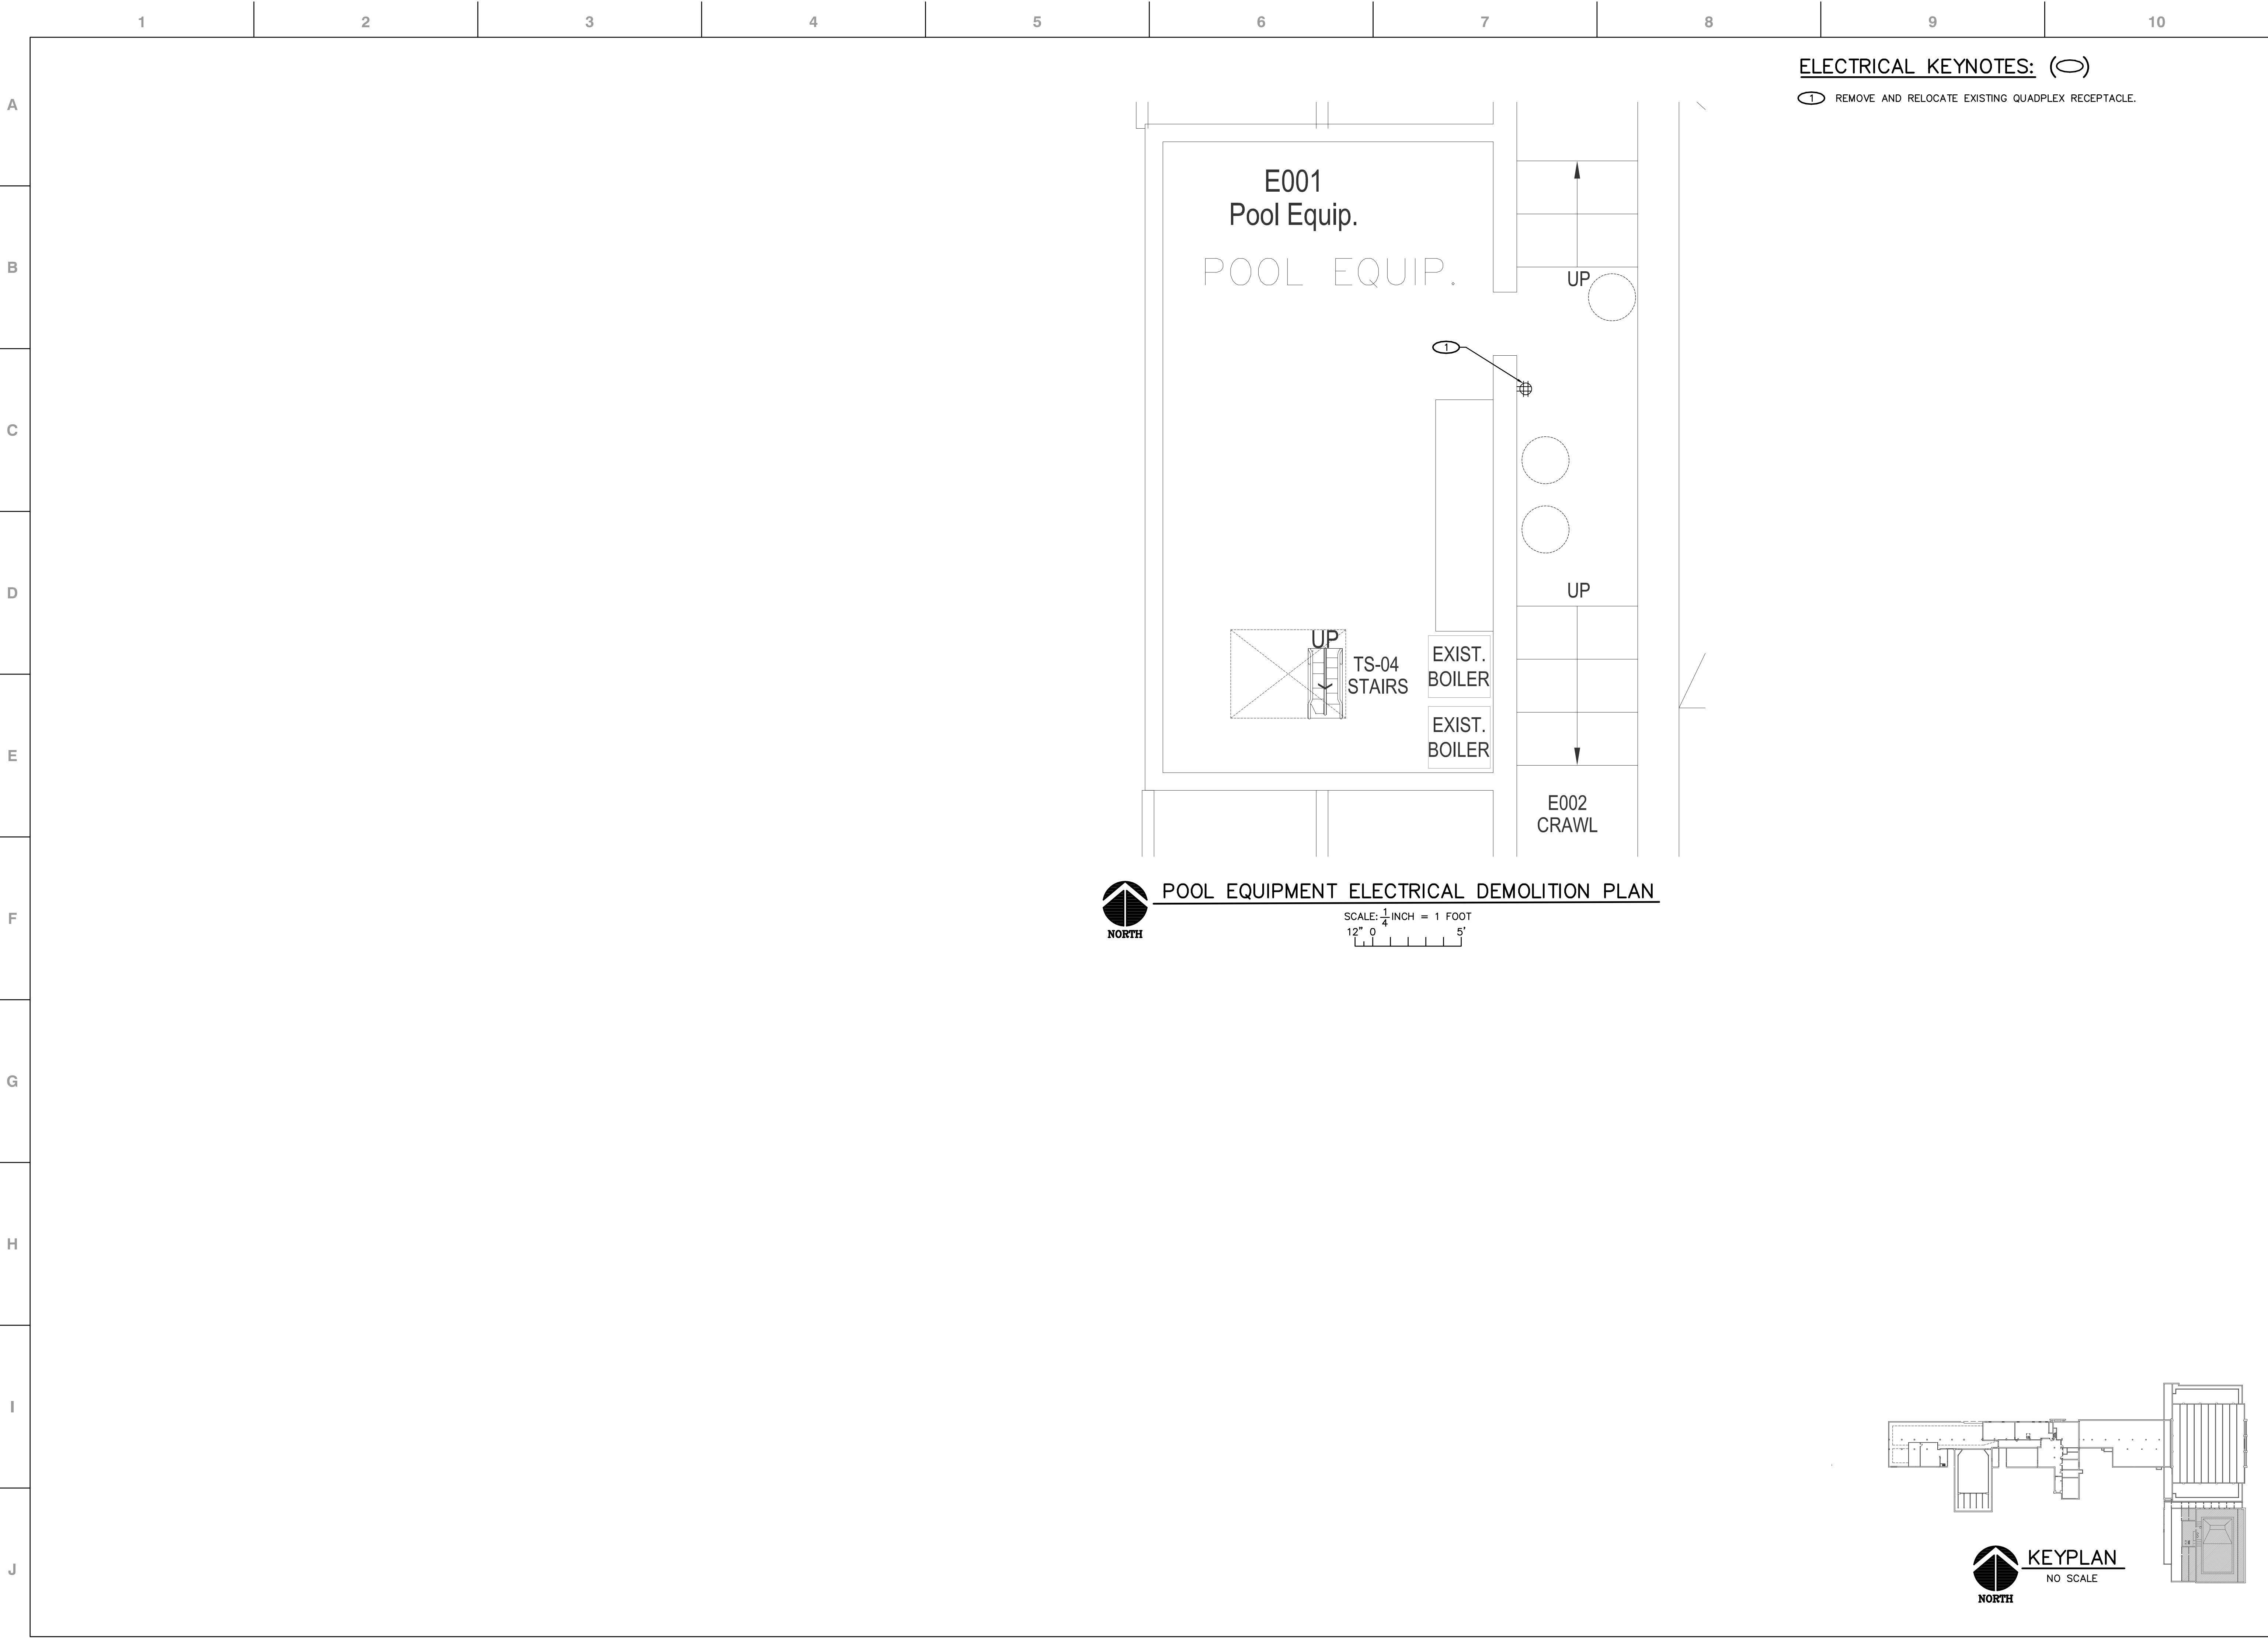 1 2 3 4 5 6 7 8 9 10
A
B
C
D
E
F
G
H
I
J
ELECTRICAL KEYNOTES: ( )
1 REMOVE AND RELOCATE EXISTING QUADPLEX RECEPTACLE.
E001
Pool Equip.
POOL EQUIP.
UP
1
UP
UP
TS-04
STAIRS
EXIST.
BOILER
EXIST.
BOILER
E002
CRAWL
POOL EQUIPMENT ELECTRICAL DEMOLITION PLAN
SCALE: 1/4 INCH = 1 FOOT
12" 0 5'
NORTH
KEYPLAN
NO SCALE
NORTH